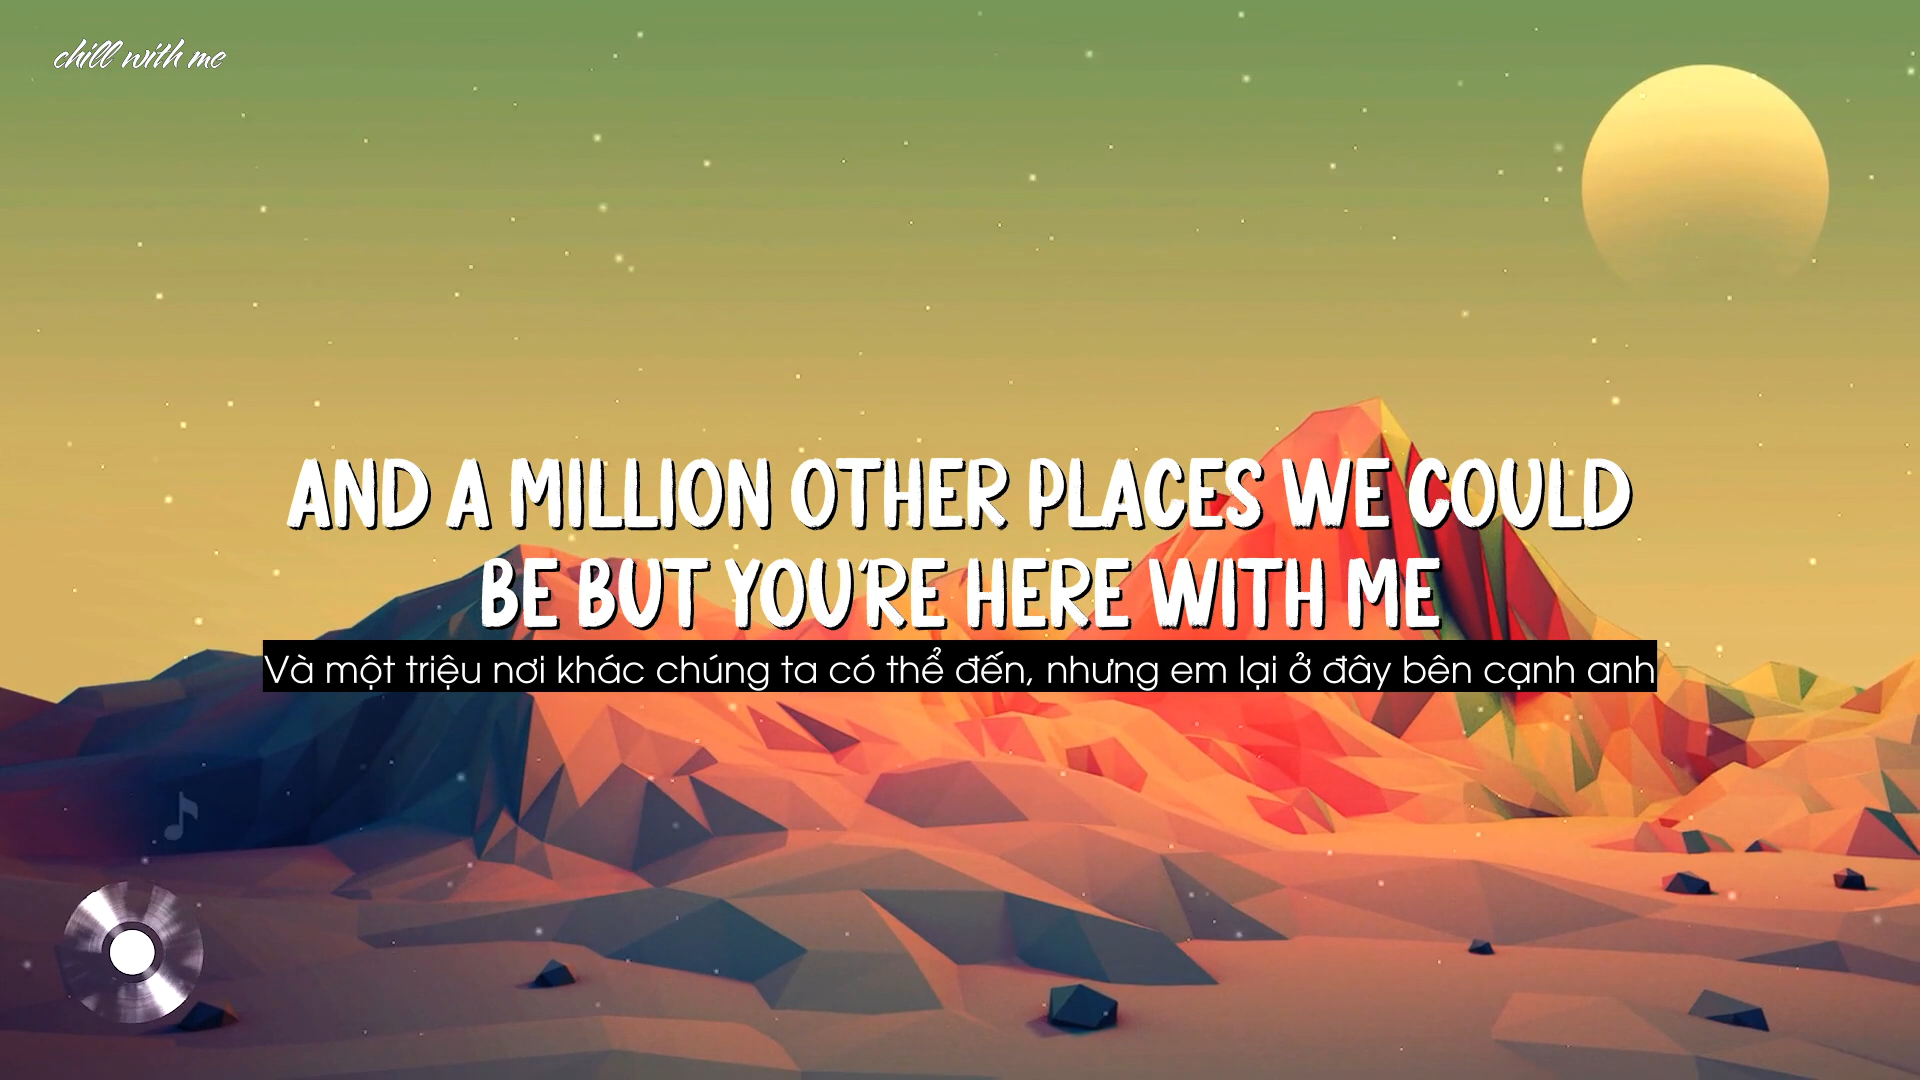 chill with me
AND A MILLION OTHER PLACES WE COULD
BE BUT YOU'RE HERE WITH ME
Và một triệu nơi khác chúng ta có thể đến, nhưng em lại ở đây bên cạnh anh